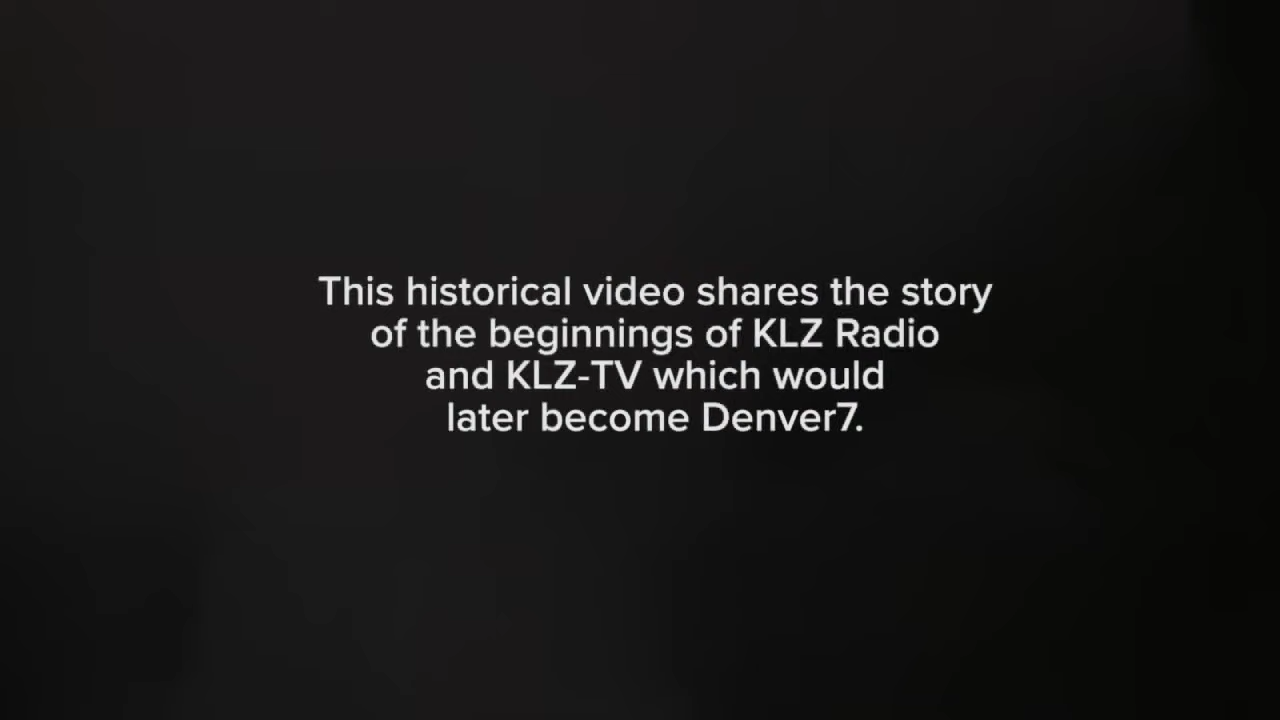 This historical video shares the story
of the beginnings of KLZ Radio
and KLZ-TV which would
later become Denver7.